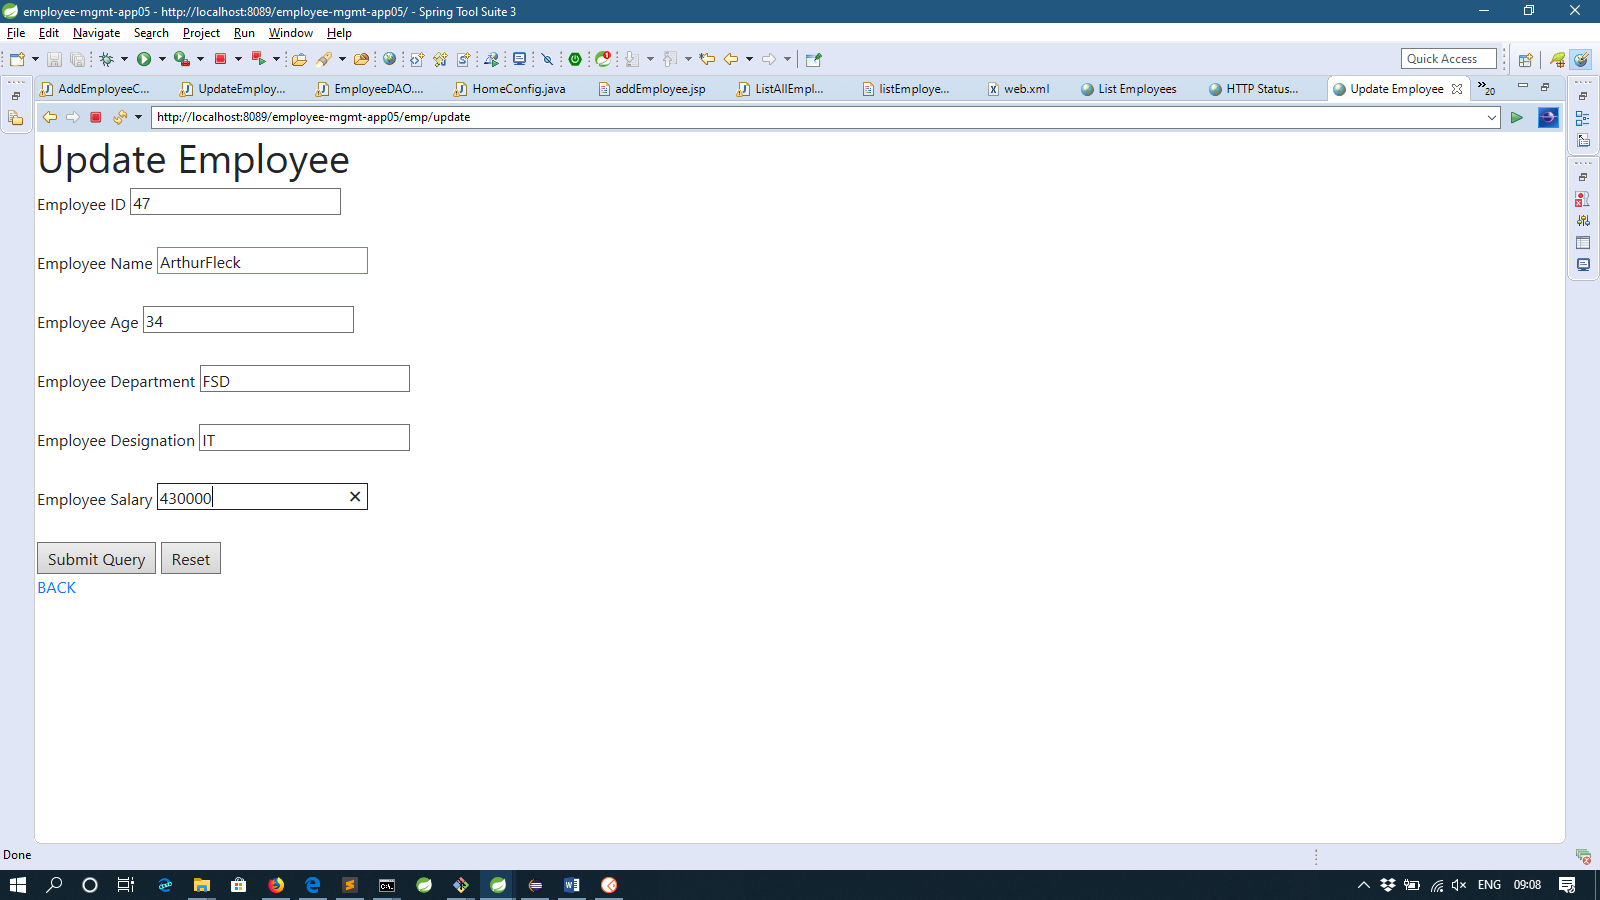 employee-mgmt-app05 - http://localhost:8089/employee-mgmt-app05/ - Spring Tool Suite 3
File Edit Navigate Search Project Run Window Help
Quick Access
AddEmployeeC... UpdateEmploy... EmployeeDAO.... HomeConfig.java addEmployee.jsp ListAllEmpl... listEmploye... web.xml List Employees HTTP Status... Update Employee »20
http://localhost:8089/employee-mgmt-app05/emp/update
Update Employee
Employee ID 47
Employee Name ArthurFleck
Employee Age 34
Employee Department FSD
Employee Designation IT
Employee Salary 430000
Submit Query Reset
BACK
Done
ENG 09:08